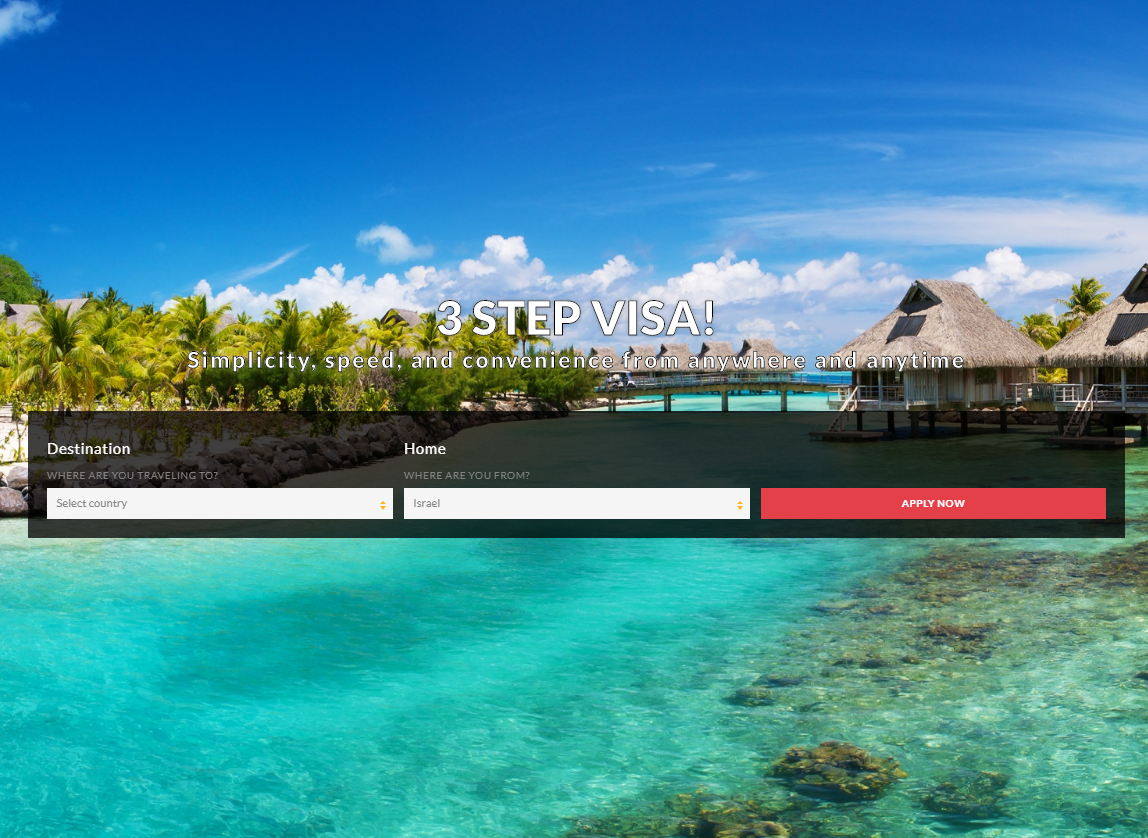 3 STEP VISA!
Simplicity, speed, and convenience from anywhere and anytime
Destination
WHERE ARE YOU TRAVELING TO?
Select country
Home
WHERE ARE YOU FROM?
Israel
APPLY NOW